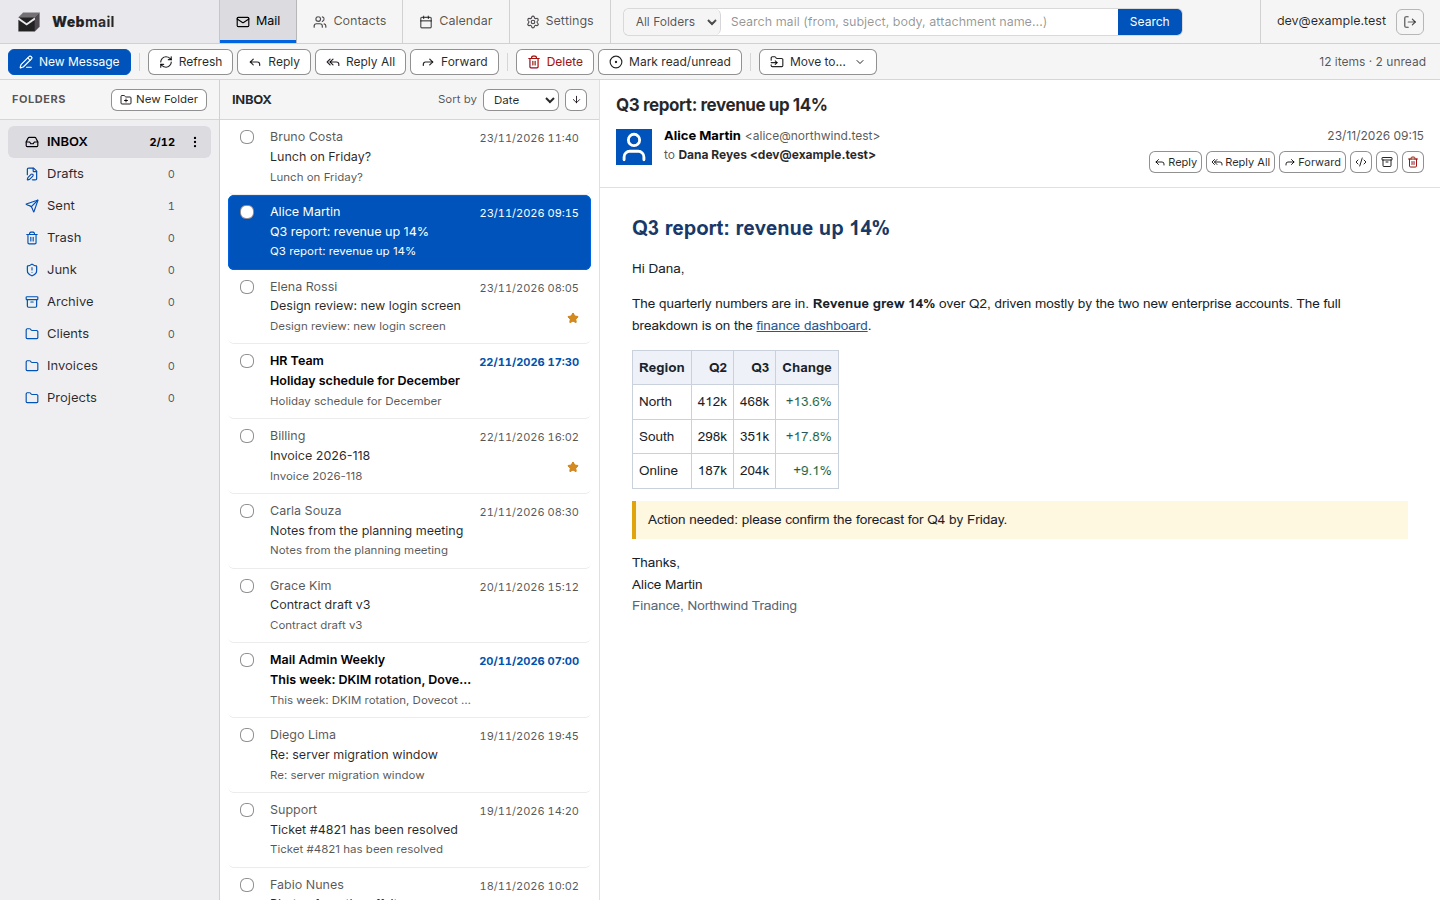 Webmail
Mail
Contacts
Calendar
Settings
All Folders
Search mail (from, subject, body, attachment name...)
Search
dev@example.test
New Message
Refresh
Reply
Reply All
Forward
Delete
Mark read/unread
Move to...
12 items · 2 unread
FOLDERS
New Folder
INBOX 2/12
Drafts 0
Sent 1
Trash 0
Junk 0
Archive 0
Clients 0
Invoices 0
Projects 0
INBOX
Sort by Date
Bruno Costa 23/11/2026 11:40
Lunch on Friday?
Lunch on Friday?
Alice Martin 23/11/2026 09:15
Q3 report: revenue up 14%
Q3 report: revenue up 14%
Elena Rossi 23/11/2026 08:05
Design review: new login screen
Design review: new login screen
HR Team 22/11/2026 17:30
Holiday schedule for December
Holiday schedule for December
Billing 22/11/2026 16:02
Invoice 2026-118
Invoice 2026-118
Carla Souza 21/11/2026 08:30
Notes from the planning meeting
Notes from the planning meeting
Grace Kim 20/11/2026 15:12
Contract draft v3
Contract draft v3
Mail Admin Weekly 20/11/2026 07:00
This week: DKIM rotation, Dove...
This week: DKIM rotation, Dovecot ...
Diego Lima 19/11/2026 19:45
Re: server migration window
Re: server migration window
Support 19/11/2026 14:20
Ticket #4821 has been resolved
Ticket #4821 has been resolved
Fabio Nunes 18/11/2026 10:02
Q3 report: revenue up 14%
Alice Martin <alice@northwind.test>
to Dana Reyes <dev@example.test>
23/11/2026 09:15
Reply
Reply All
Forward
Q3 report: revenue up 14%
Hi Dana,
The quarterly numbers are in. Revenue grew 14% over Q2, driven mostly by the two new enterprise accounts. The full
breakdown is on the finance dashboard.
Region Q2 Q3 Change
North 412k 468k +13.6%
South 298k 351k +17.8%
Online 187k 204k +9.1%
Action needed: please confirm the forecast for Q4 by Friday.
Thanks,
Alice Martin
Finance, Northwind Trading